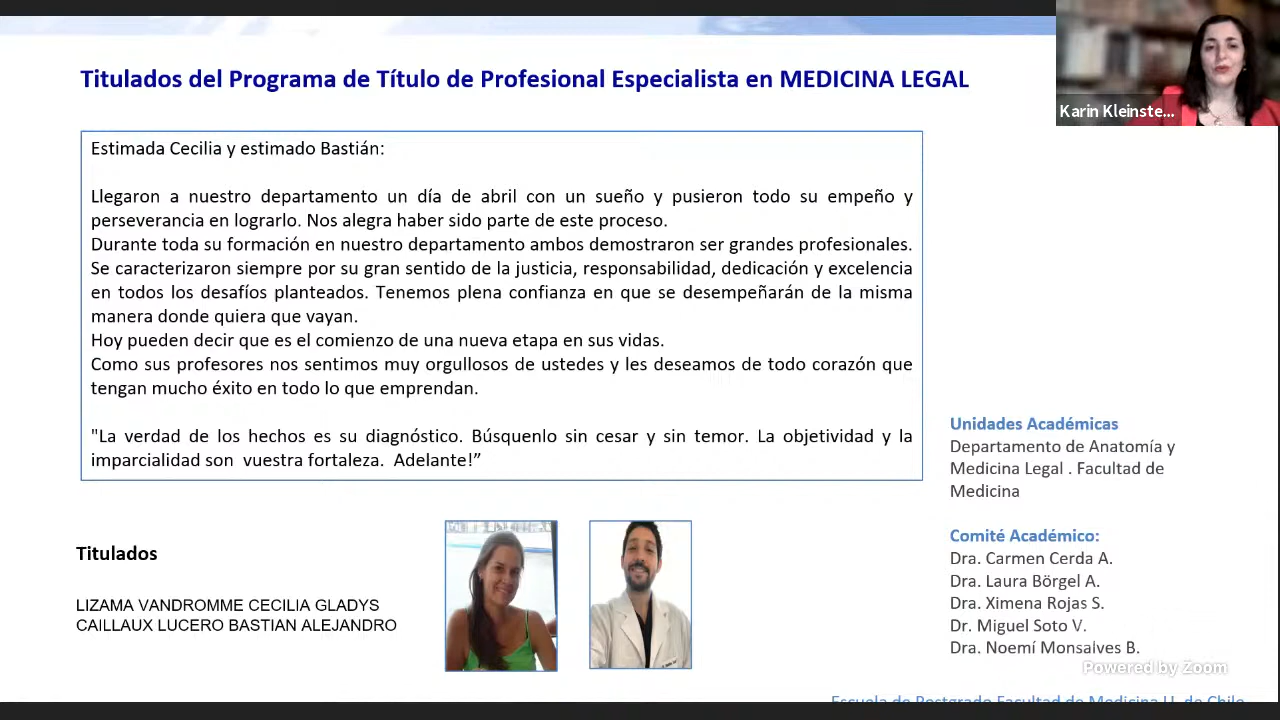 Titulados del Programa de Título de Profesional Especialista en MEDICINA LEGAL
Karin Kleinste...
Estimada Cecilia y estimado Bastián:
Llegaron a nuestro departamento un día de abril con un sueño y pusieron todo su empeño y
perseverancia en lograrlo. Nos alegra haber sido parte de este proceso.
Durante toda su formación en nuestro departamento ambos demostraron ser grandes profesionales.
Se caracterizaron siempre por su gran sentido de la justicia, responsabilidad, dedicación y excelencia
en todos los desafíos planteados. Tenemos plena confianza en que se desempeñarán de la misma
manera donde quiera que vayan.
Hoy pueden decir que es el comienzo de una nueva etapa en sus vidas.
Como sus profesores nos sentimos muy orgullosos de ustedes y les deseamos de todo corazón que
tengan mucho éxito en todo lo que emprendan.
"La verdad de los hechos es su diagnóstico. Búsquenlo sin cesar y sin temor. La objetividad y la
imparcialidad son vuestra fortaleza. Adelante!”
Titulados
LIZAMA VANDROMME CECILIA GLADYS
CAILLAUX LUCERO BASTIAN ALEJANDRO
Unidades Académicas
Departamento de Anatomía y
Medicina Legal . Facultad de
Medicina
Comité Académico:
Dra. Carmen Cerda A.
Dra. Laura Börgel A.
Dra. Ximena Rojas S.
Dr. Miguel Soto V.
Dra. Noemí Monsalves B.
Powered by Zoom
Escuela de Postgrado Facultad de Medicina U. de Chile